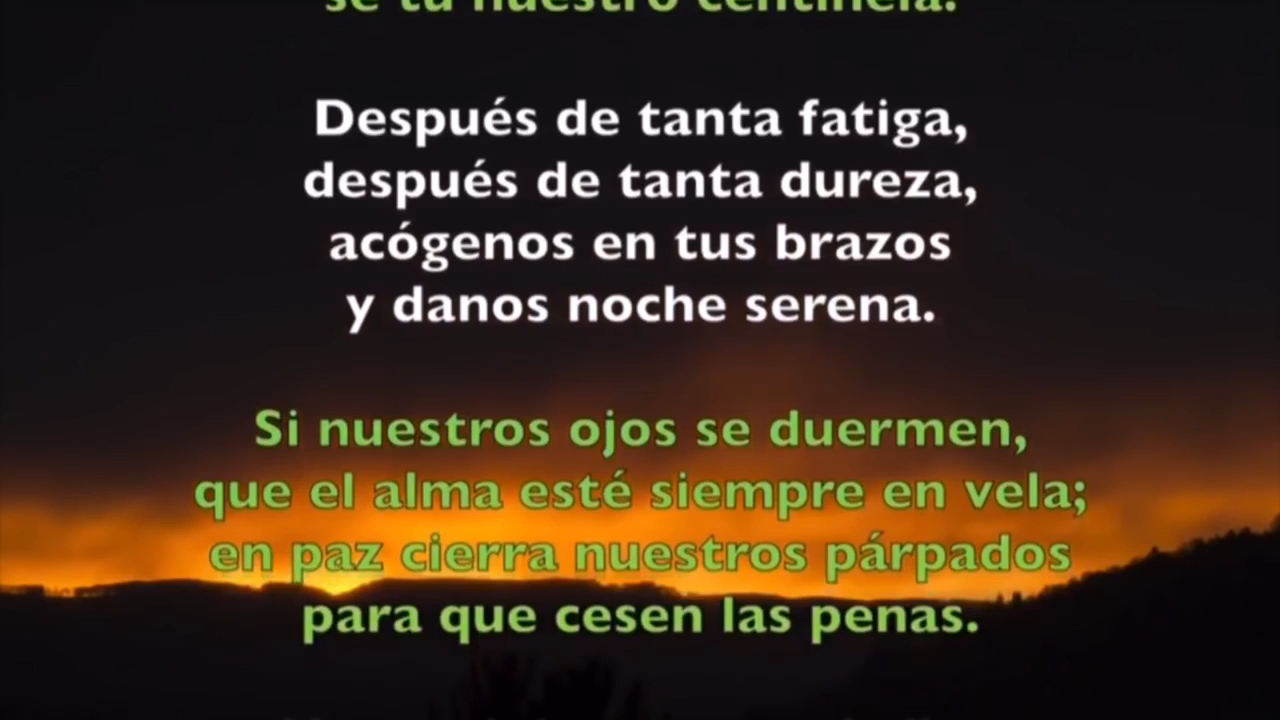 se tú nuestro centinela.
Después de tanta fatiga,
después de tanta dureza,
acógenos en tus brazos
y danos noche serena.
Si nuestros ojos se duermen,
que el alma esté siempre en vela;
en paz cierra nuestros párpados
para que cesen las penas.